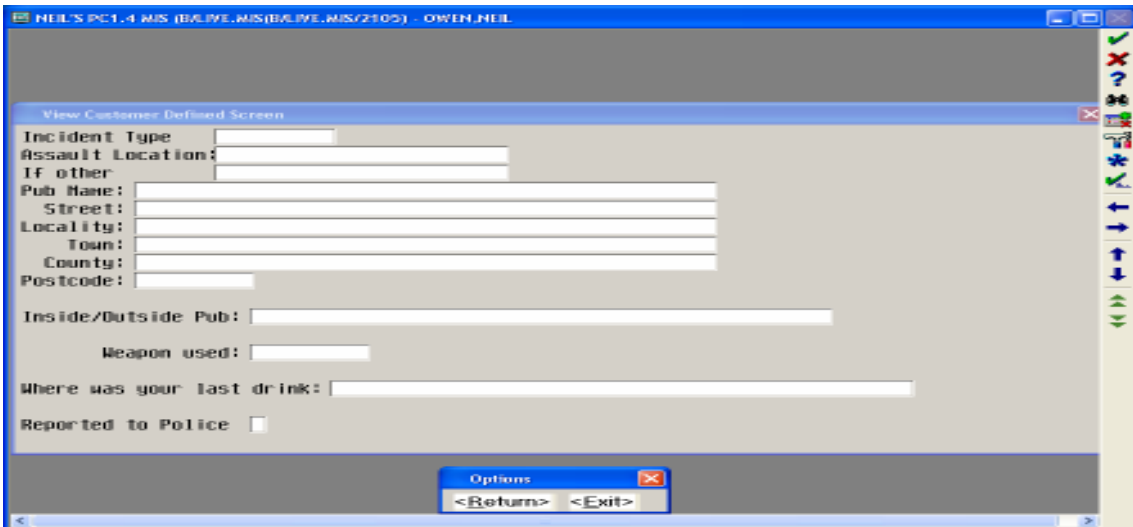 NEIL'S PC1.4 MIS (B/LIVE.MIS(B/LIVE.MIS/2105) - OWEN,NEIL
View Customer Defined Screen
Incident Type
Assault Location:
If other
Pub Name:
Street:
Locality:
Town:
County:
Postcode:
Inside/Outside Pub:
Weapon used:
Where was your last drink:
Reported to Police
Options
<Return> <Exit>